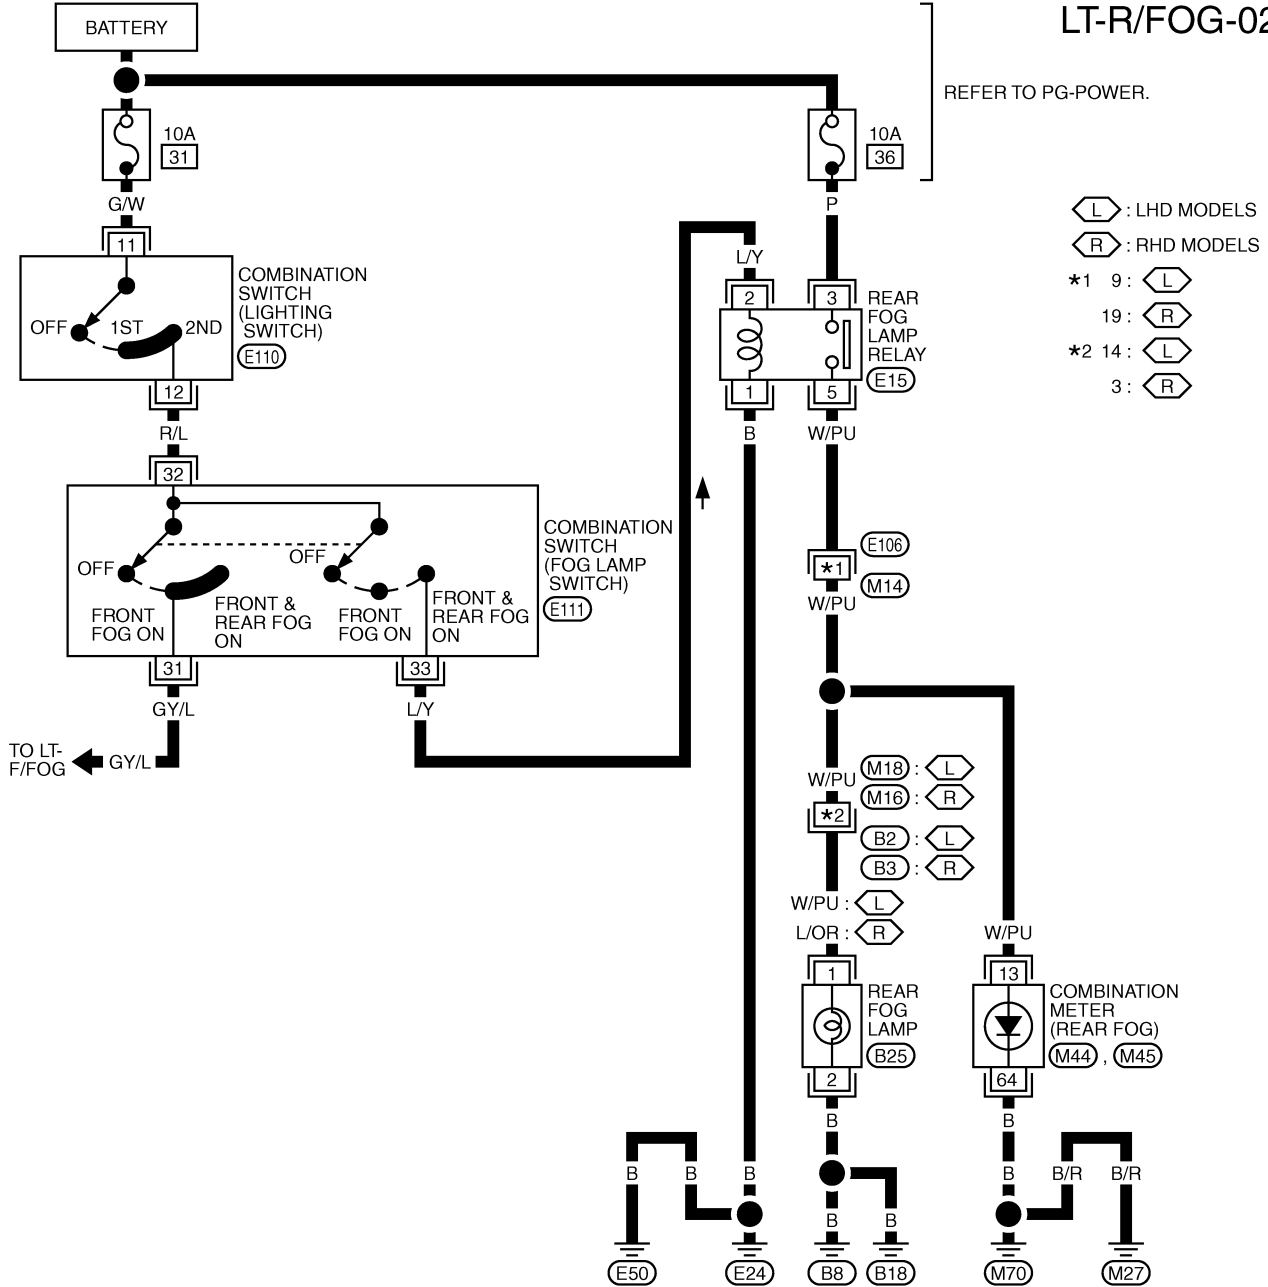 LT-R/FOG-02
BATTERY
REFER TO PG-POWER.
10A
31
10A
36
G/W
P
L : LHD MODELS
R : RHD MODELS
*1 9 : L
19 : R
*2 14 : L
3 : R
11
COMBINATION
SWITCH
(LIGHTING
SWITCH)
E110
OFF
1ST
2ND
12
R/L
L/Y
2
3
REAR
FOG
LAMP
RELAY
E15
1
5
B
W/PU
32
COMBINATION
SWITCH
(FOG LAMP
SWITCH)
E111
OFF
FRONT
FOG ON
FRONT &
REAR FOG
ON
OFF
FRONT
FOG ON
FRONT &
REAR FOG
ON
31
33
GY/L
L/Y
TO LT-
F/FOG
GY/L
E106
*1
M14
W/PU
W/PU
M18 : L
M16 : R
*2
B2 : L
B3 : R
W/PU : L
L/OR : R
W/PU
1
13
REAR
FOG
LAMP
B25
COMBINATION
METER
(REAR FOG)
M44 , M45
2
64
B
B
B
B
B
B
B/R
B/R
B
B
E50
E24
B8
B18
M70
M27